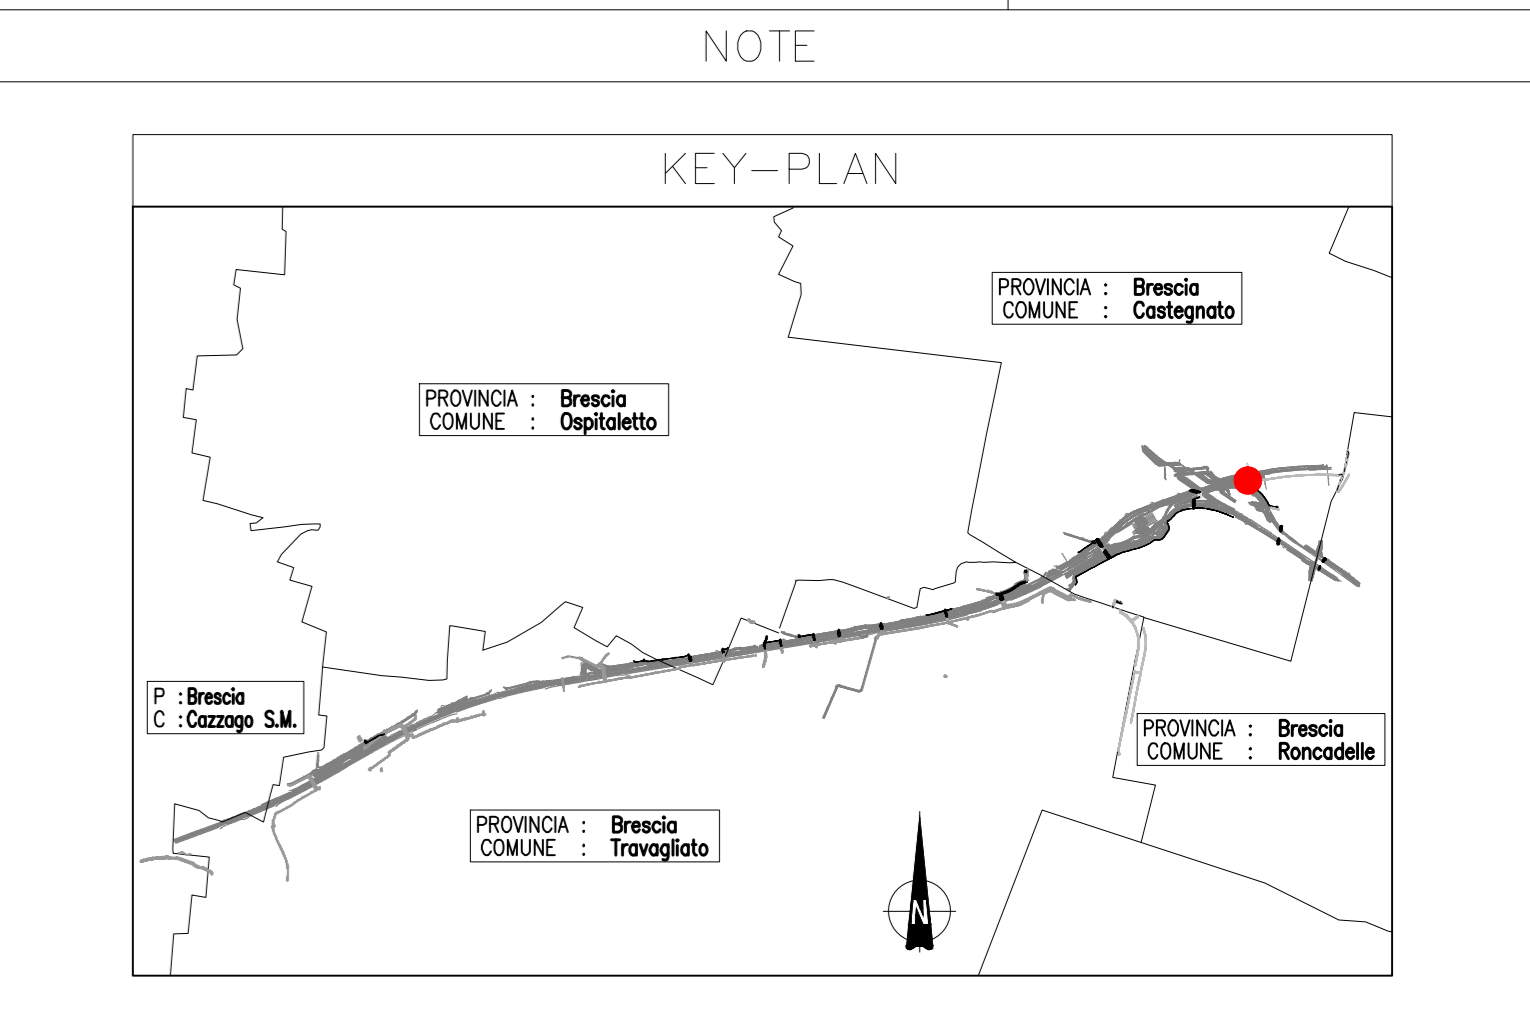 NOTE
KEY-PLAN
PROVINCIA : Brescia
COMUNE : Castegnato
PROVINCIA : Brescia
COMUNE : Ospitaletto
P : Brescia
C : Cazzago S.M.
PROVINCIA : Brescia
COMUNE : Roncadelle
PROVINCIA : Brescia
COMUNE : Travagliato
N